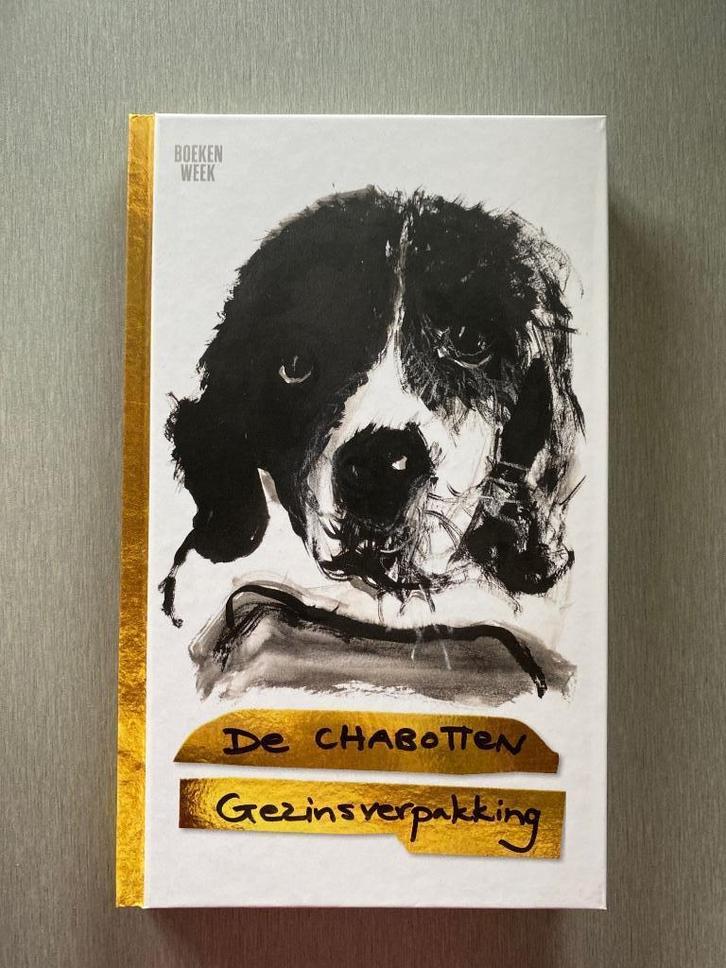 BOEKEN
WEEK
De CHABOTTEN
Gezinsverpakking